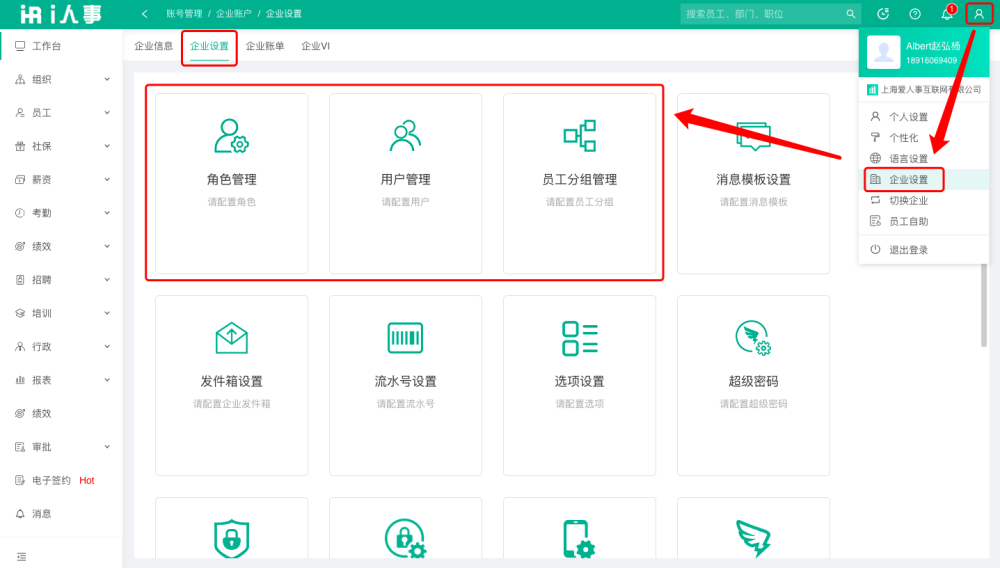 iR i人事
账号管理 / 企业账户 / 企业设置
搜索员工、部门、职位
1
企业信息 企业设置 企业账单 企业VI
工作台
组织
员工
社保
薪资
考勤
绩效
招聘
培训
行政
报表
绩效
审批
电子签约 Hot
消息
角色管理
请配置角色
用户管理
请配置用户
员工分组管理
请配置员工分组
消息模板设置
请配置消息模板
发件箱设置
请配置企业发件箱
流水号设置
请配置流水号
选项设置
请配置选项
超级密码
请配置超级密码
Albert赵弘杨
18916069409
上海爱人事互联网有限公司
个人设置
个性化
语言设置
企业设置
切换企业
员工自助
退出登录